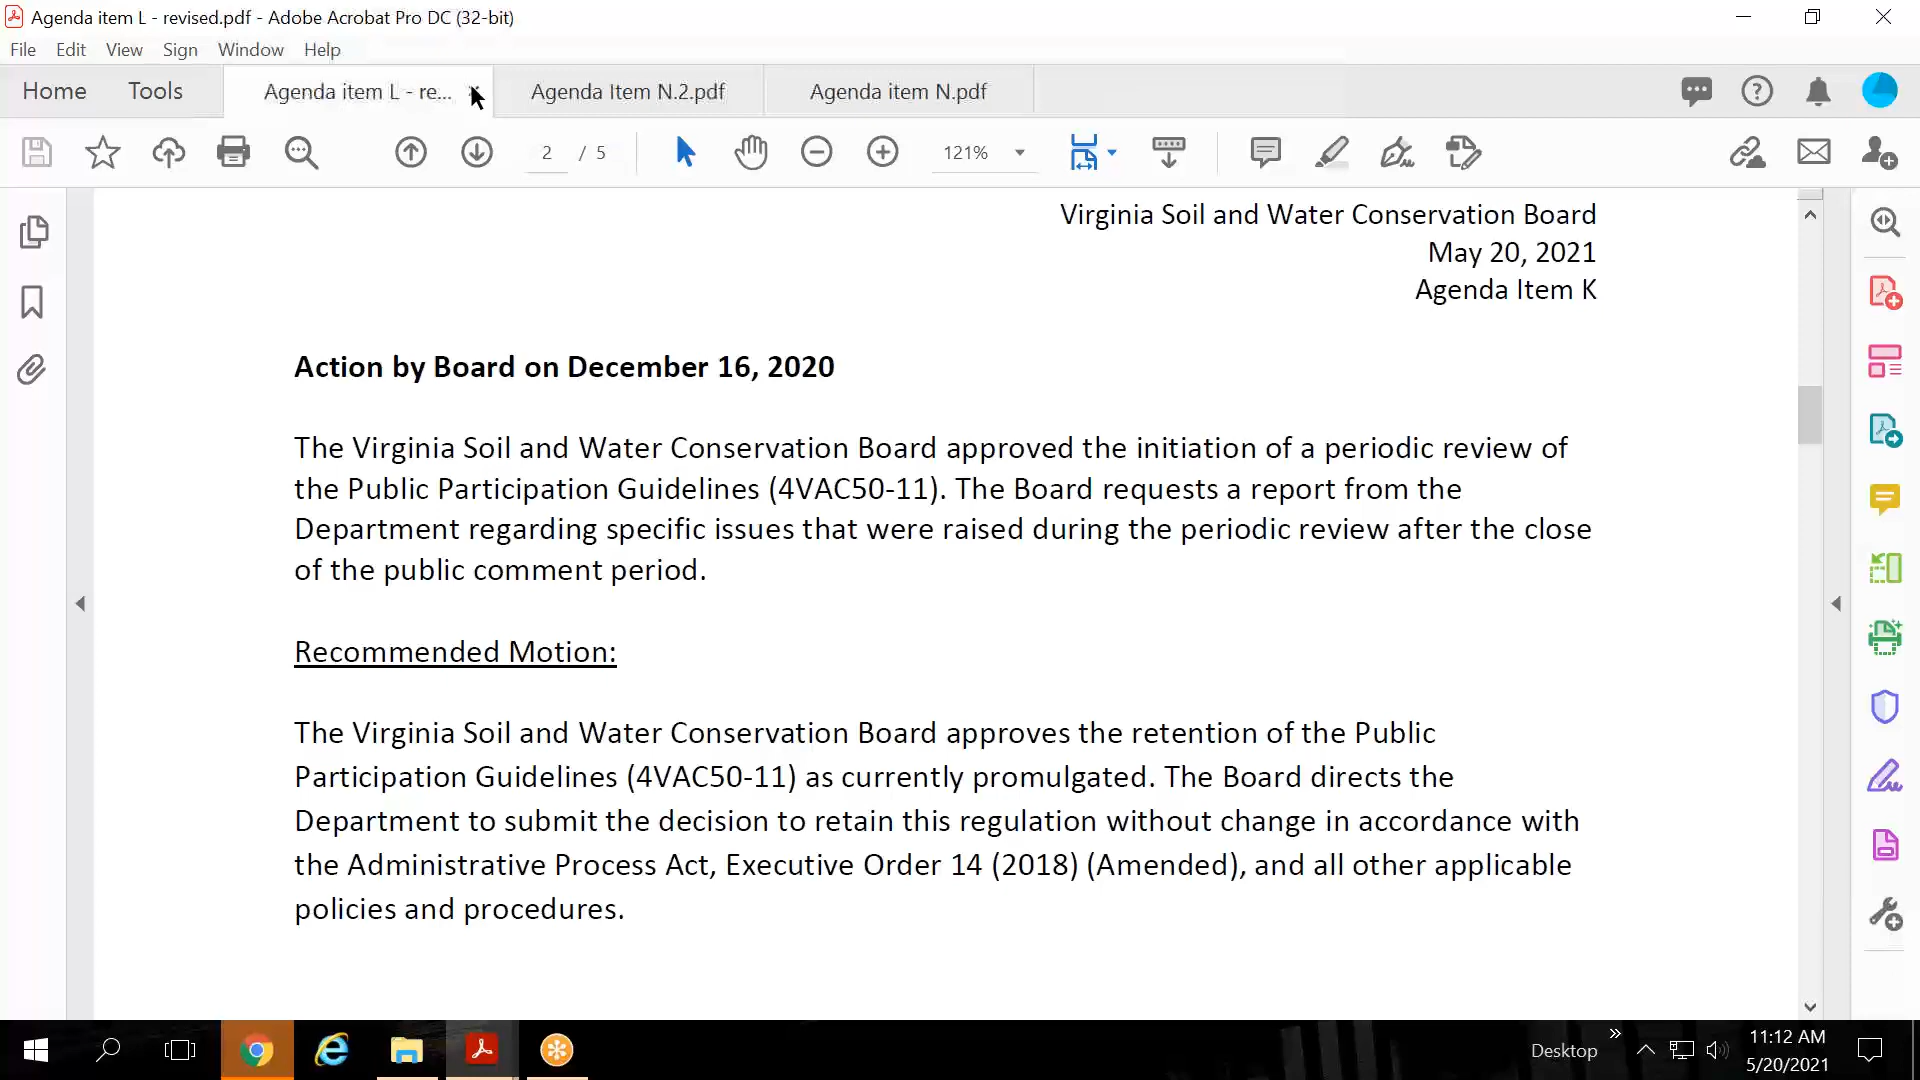 Agenda item L - revised.pdf - Adobe Acrobat Pro DC (32-bit)
File Edit View Sign Window Help
Home Tools Agenda item L - re... Agenda Item N.2.pdf Agenda item N.pdf
2 / 5 121%
Virginia Soil and Water Conservation Board
May 20, 2021
Agenda Item K
Action by Board on December 16, 2020
The Virginia Soil and Water Conservation Board approved the initiation of a periodic review of
the Public Participation Guidelines (4VAC50-11). The Board requests a report from the
Department regarding specific issues that were raised during the periodic review after the close
of the public comment period.
Recommended Motion:
The Virginia Soil and Water Conservation Board approves the retention of the Public
Participation Guidelines (4VAC50-11) as currently promulgated. The Board directs the
Department to submit the decision to retain this regulation without change in accordance with
the Administrative Process Act, Executive Order 14 (2018) (Amended), and all other applicable
policies and procedures.
Desktop
11:12 AM
5/20/2021